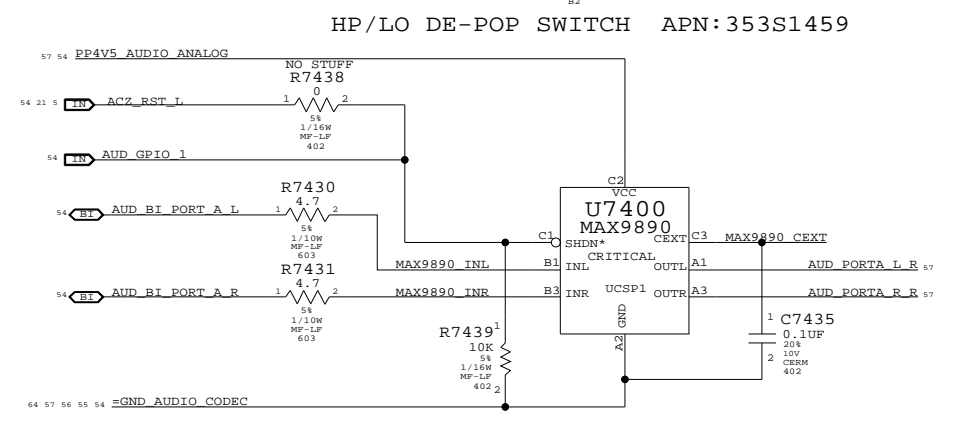 B2
HP/LO DE-POP SWITCH APN:353S1459
57 54 PP4V5_AUDIO_ANALOG
NO STUFF
R7438
0
54 21 5 IN ACZ_RST_L 1 2
5%
1/16W
MF-LF
402
54 IN AUD_GPIO_1
R7430
4.7
54 BI AUD_BI_PORT_A_L 1 2
5%
1/10W
MF-LF
603
R7431
4.7
54 BI AUD_BI_PORT_A_R 1 2
5%
1/10W
MF-LF
603
C2
VCC
U7400
MAX9890
C1 SHDN* CEXT C3 MAX9890_CEXT
CRITICAL
MAX9890_INL B1 INL OUTL A1 AUD_PORTA_L_R 57
UCSP1
MAX9890_INR B3 INR OUTR A3 AUD_PORTA_R_R 57
GND
A2
R7439 1
10K
5%
1/16W
MF-LF
402 2
1 C7435
0.1UF
20%
10V
2 CERM
402
64 57 56 55 54 =GND_AUDIO_CODEC